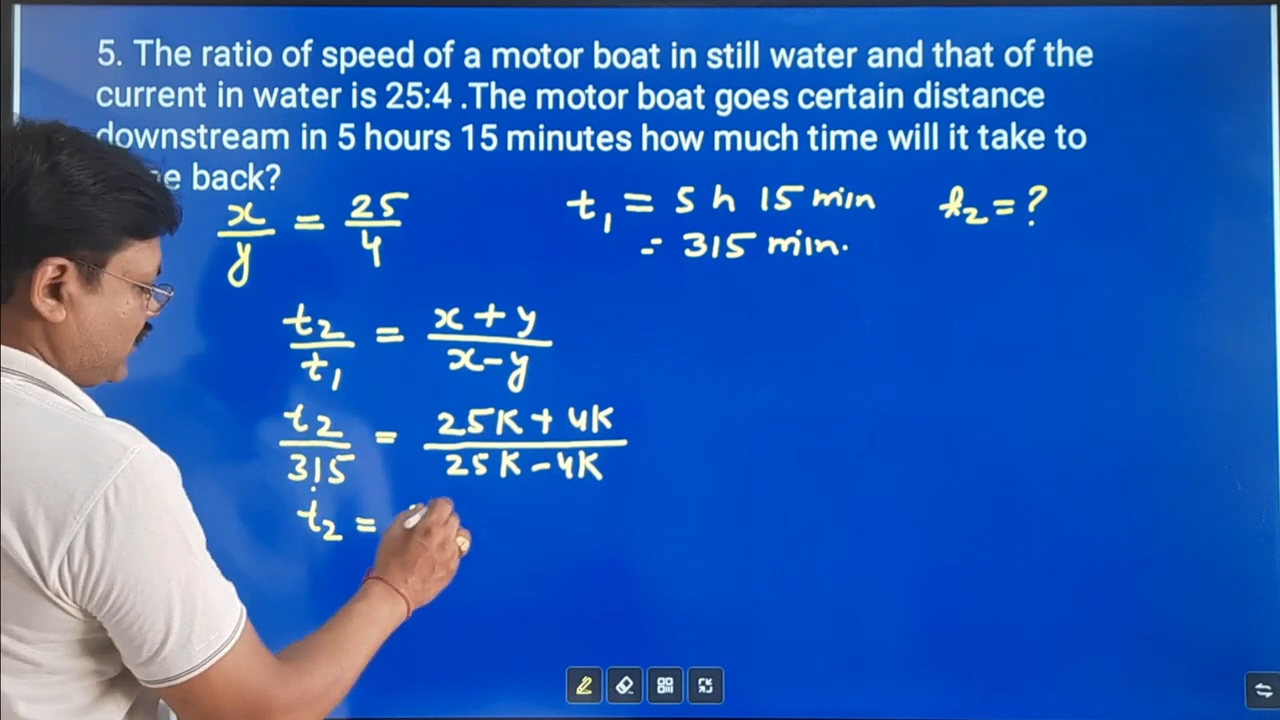 5. The ratio of speed of a motor boat in still water and that of the
current in water is 25:4 .The motor boat goes certain distance
downstream in 5 hours 15 minutes how much time will it take to
back?
x/y = 25/4
t₁ = 5 h 15 min
= 315 min.
t₂ = ?
t₂/t₁ = x + y/x - y
t₂/315 = 25K + 4K/25K - 4K
t₂ =